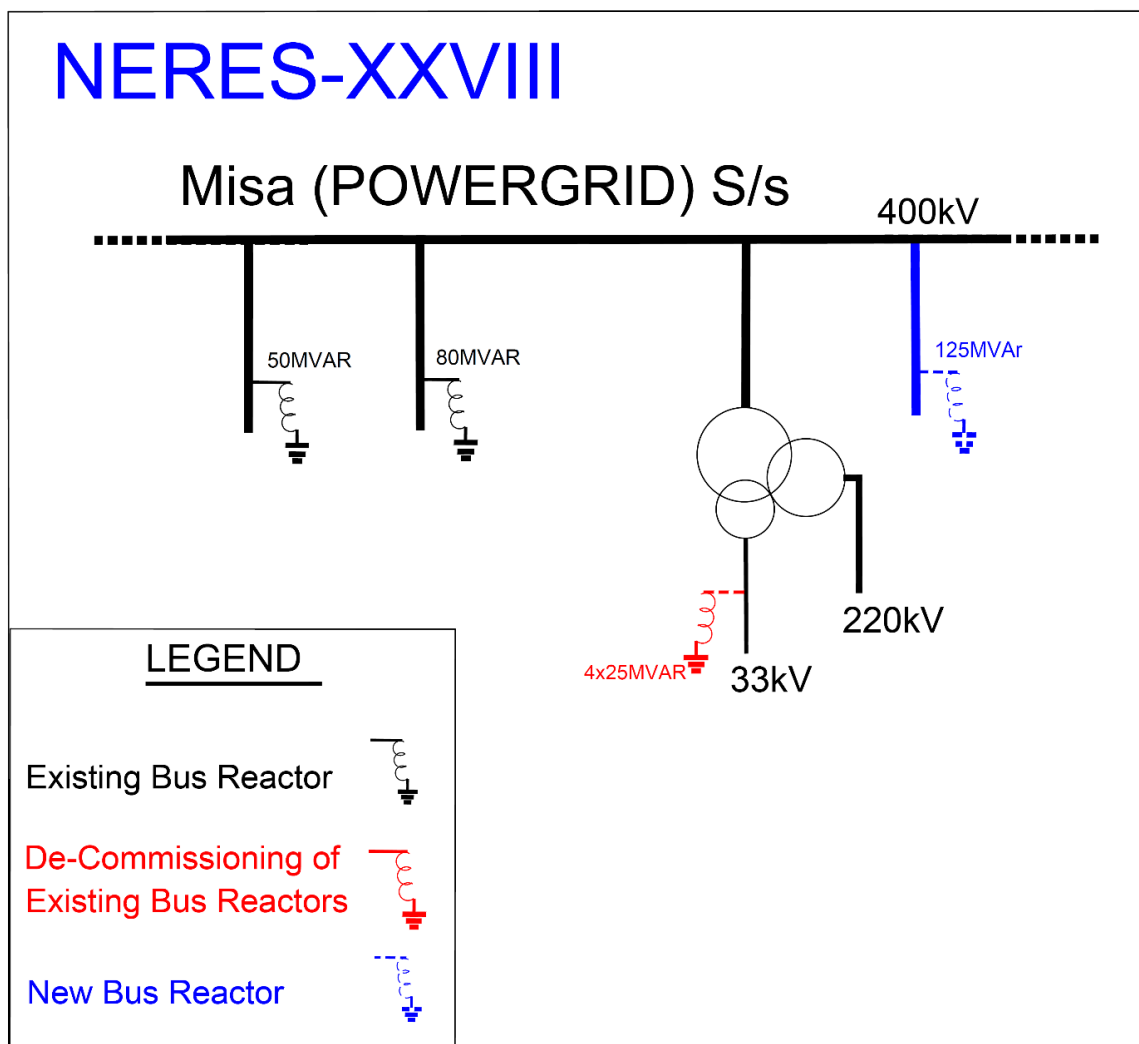 NERES-XXVIII
Misa (POWERGRID) S/s
400kV
50MVAR
80MVAR
125MVAr
220kV
4x25MVAR
33kV
LEGEND
Existing Bus Reactor
De-Commissioning of
Existing Bus Reactors
New Bus Reactor